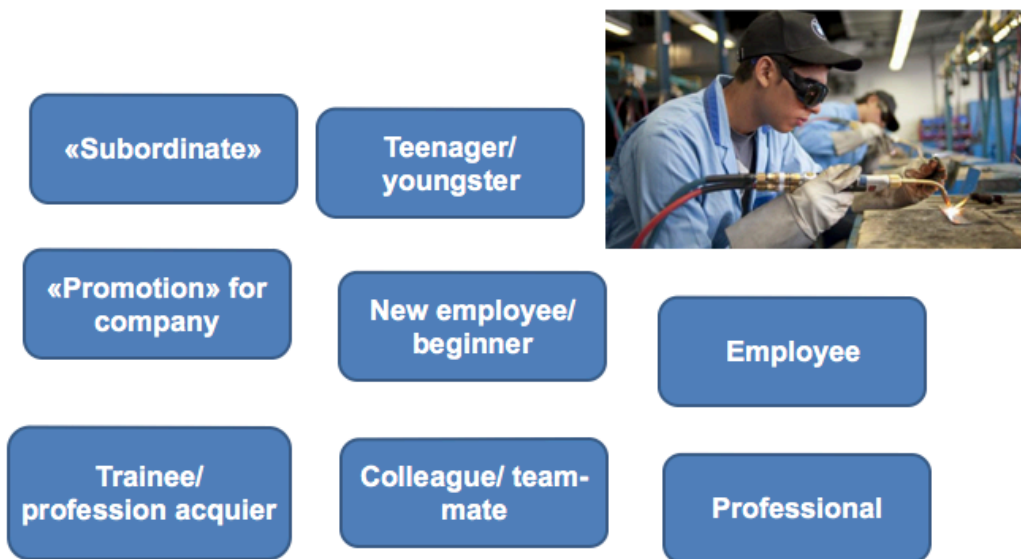 «Subordinate»
Teenager/
youngster
«Promotion» for
company
New employee/
beginner
Employee
Trainee/
profession acquier
Colleague/ team-
mate
Professional